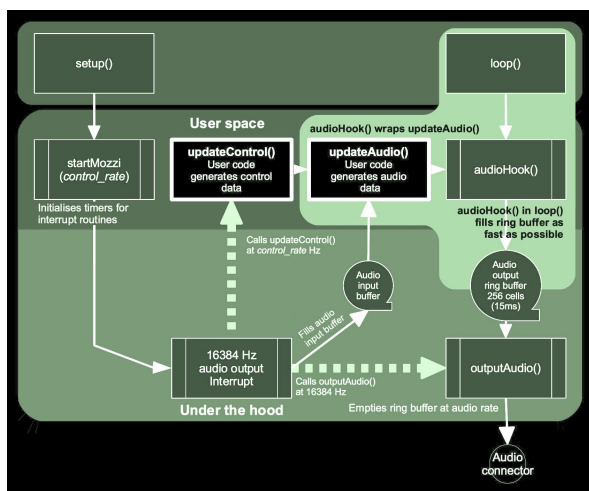 setup()
loop()
User space
audioHook() wraps updateAudio()
startMozzi
(control_rate)
updateControl()
User code
generates control
data
updateAudio()
User code
generates audio
data
audioHook()
Initialises timers for
interrupt routines
audioHook() in loop()
fills ring buffer as
fast as possible
Calls updateControl()
at control_rate Hz
Audio
input
buffer
Audio
output
ring buffer
256 cells
(15ms)
Fills audio
input buffer
16384 Hz
audio output
Interrupt
Calls outputAudio()
at 16384 Hz
outputAudio()
Under the hood
Empties ring buffer at audio rate
Audio
connector